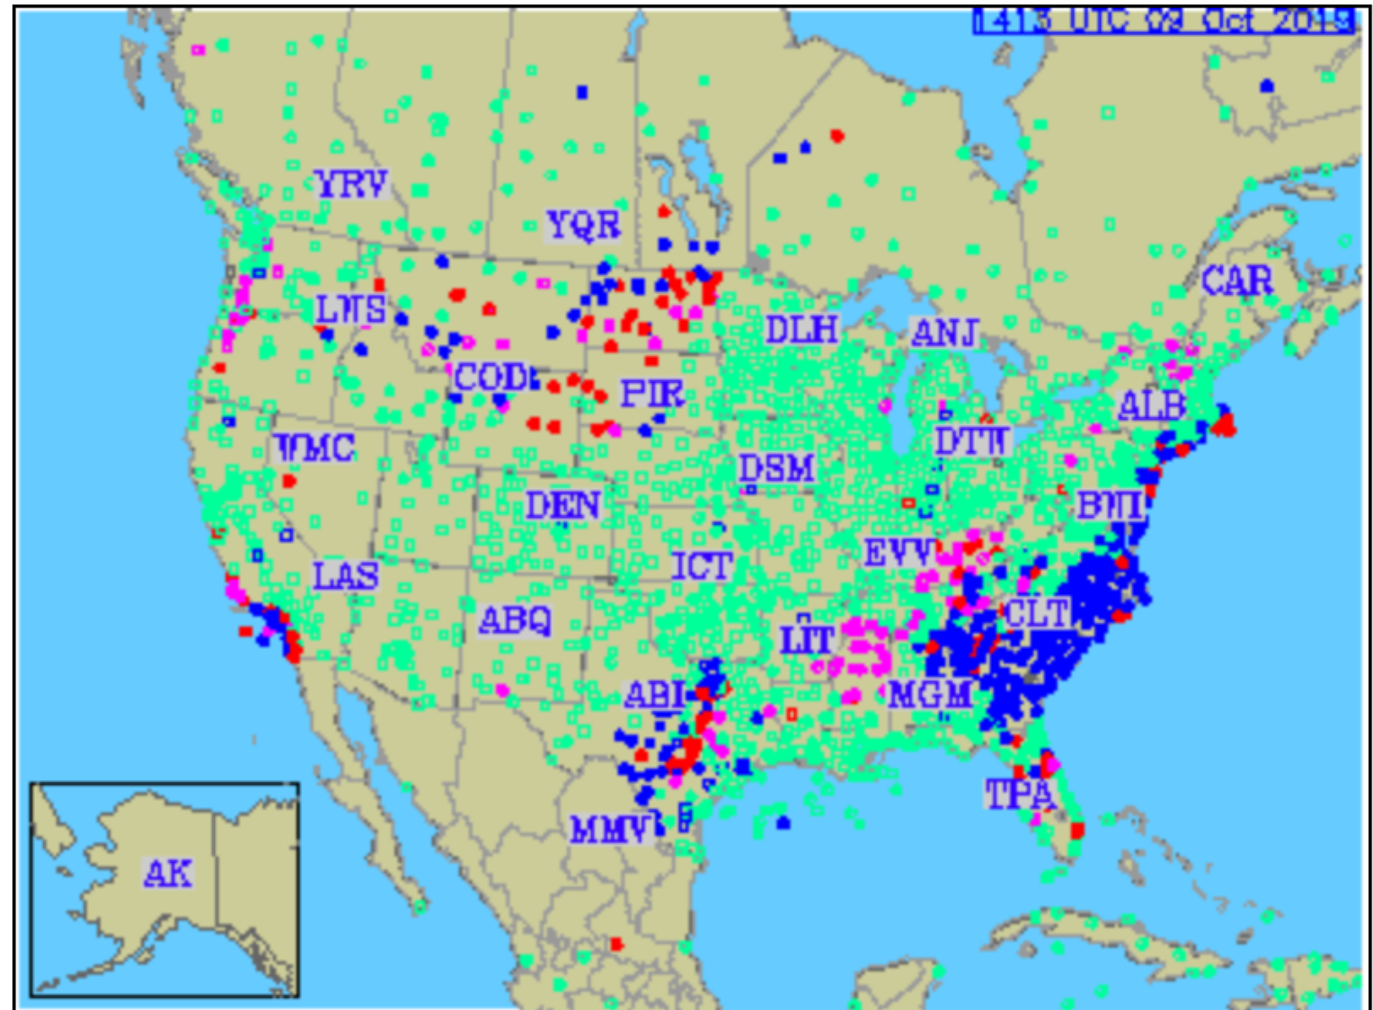 1413 UTC 09 Oct 2019
YRV
YQR
CAR
LWS
DLH
ANJ
COD
PIR
ALB
WMC
DTW
DSM
DEN
BWI
EVV
ICT
LAS
ABQ
CLT
LIT
ABI
MGM
TPA
MMV
AK